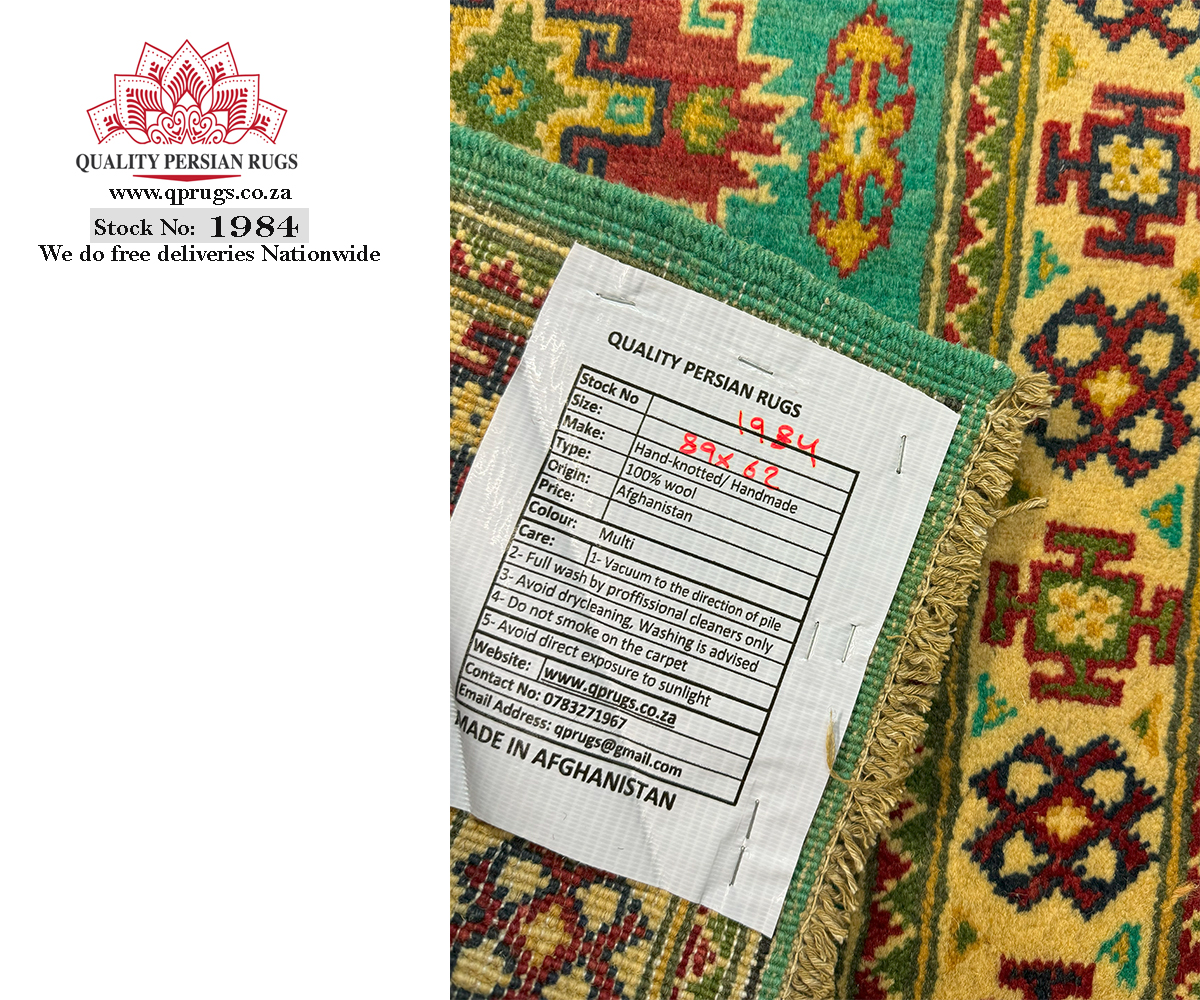 QUALITY PERSIAN RUGS
www.qprugs.co.za
Stock No: 1984
We do free deliveries Nationwide
QUALITY PERSIAN RUGS
Stock No 1984
Size: 89x62
Make: Hand-knotted/ Handmade
Type: 100% wool
Origin: Afghanistan
Price:
Colour: Multi
Care: 1- Vacuum to the direction of pile
2- Full wash by proffissional cleaners only
3- Avoid drycleaning, Washing is advised
4- Do not smoke on the carpet
5- Avoid direct exposure to sunlight
Website: www.qprugs.co.za
Contact No: 0783271967
Email Address: qprugs@gmail.com
MADE IN AFGHANISTAN